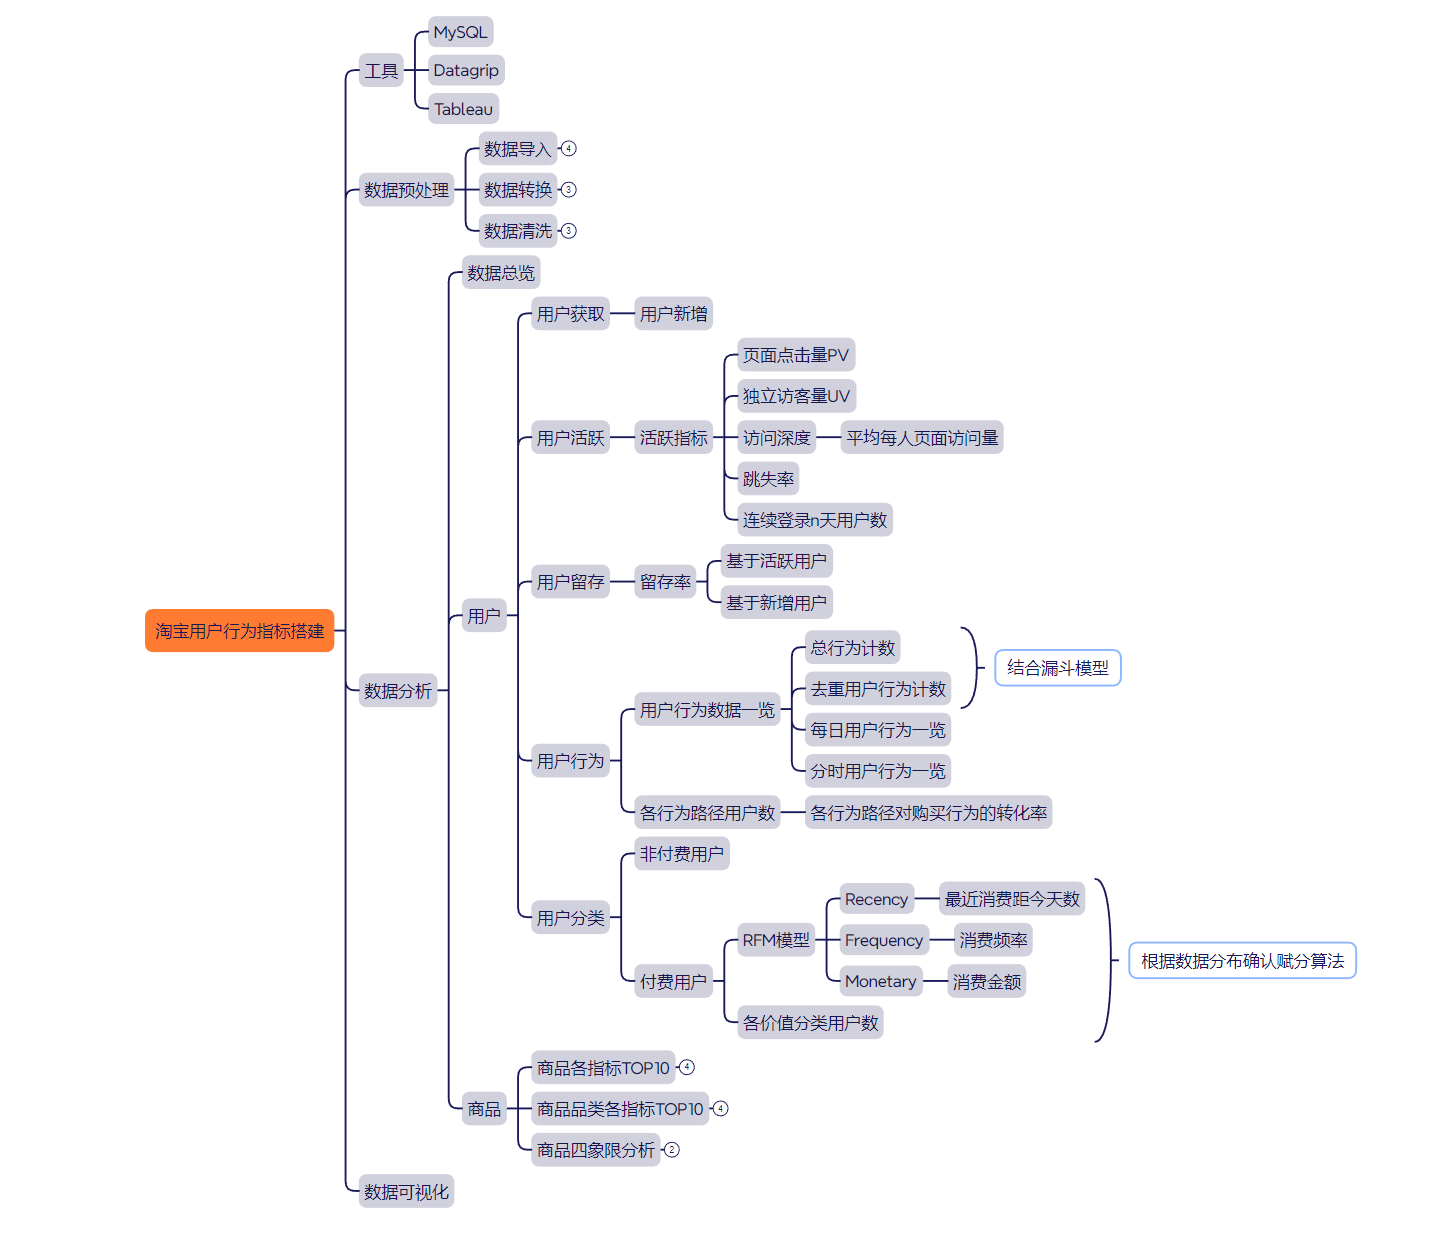 MySQL
工具
Datagrip
Tableau
数据导入 4
数据预处理
数据转换 3
数据清洗 3
数据总览
用户获取
用户新增
页面点击量PV
独立访客量UV
用户活跃
活跃指标
访问深度
平均每人页面访问量
跳失率
连续登录n天用户数
基于活跃用户
用户留存
留存率
基于新增用户
用户
淘宝用户行为指标搭建
总行为计数
结合漏斗模型
去重用户行为计数
数据分析
用户行为数据一览
每日用户行为一览
用户行为
分时用户行为一览
各行为路径用户数
各行为路径对购买行为的转化率
非付费用户
Recency
最近消费距今天数
用户分类
RFM模型
Frequency
消费频率
根据数据分布确认赋分算法
付费用户
Monetary
消费金额
各价值分类用户数
商品各指标TOP10 4
商品
商品品类各指标TOP10 4
商品四象限分析 2
数据可视化